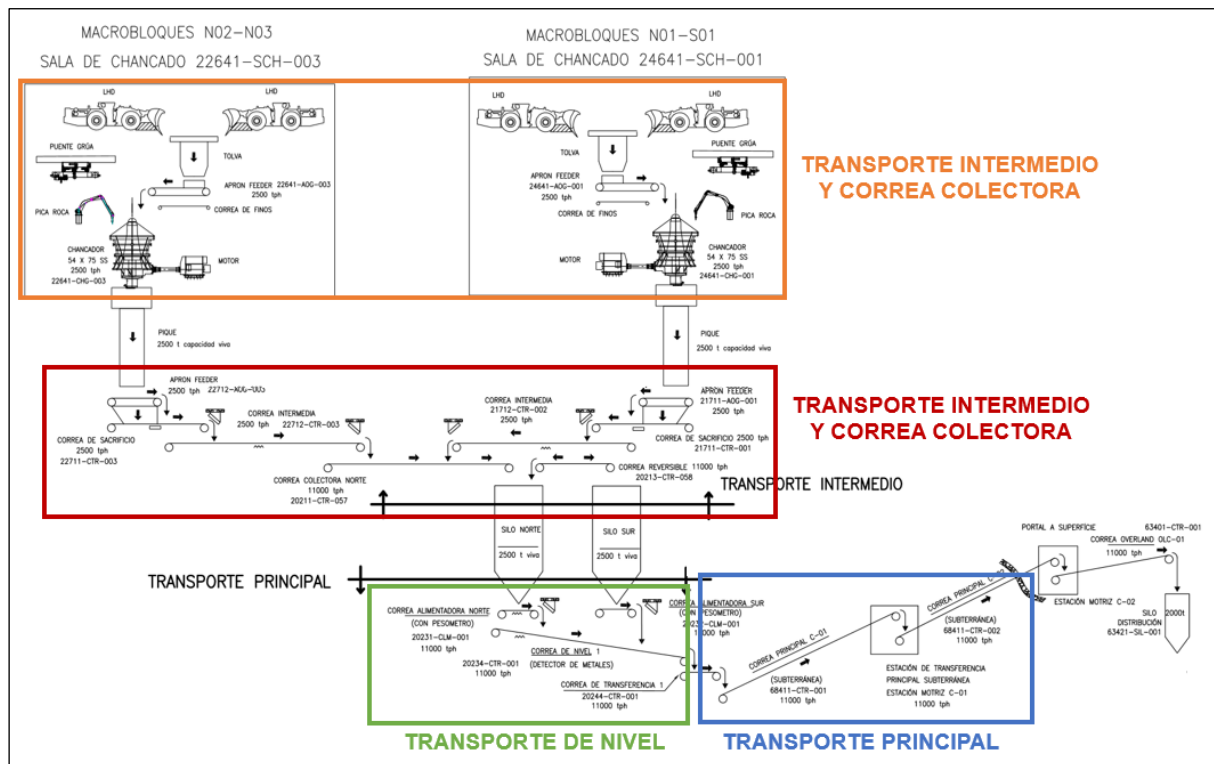 MACROBLOQUES N02-N03
SALA DE CHANCADO 22641-SCH-003
MACROBLOQUES N01-S01
SALA DE CHANCADO 24641-SCH-001
LHD
LHD
PUENTE GRÚA
TOLVA
APRON FEEDER 22641-AOG-003
2500 tph
CORREA DE FINOS
PICA ROCA
CHANCADOR
54 X 75 SS
2500 tph
22641-CHG-003
MOTOR
LHD
LHD
TOLVA
PUENTE GRÚA
APRON FEEDER
24641-AOG-001
2500 tph
CORREA DE FINOS
PICA ROCA
MOTOR
CHANCADOR
54 X 75 SS
2500 tph
24641-CHG-001
TRANSPORTE INTERMEDIO
Y CORREA COLECTORA
PIQUE
2500 t capacidad viva
PIQUE
2500 t capacidad viva
APRON FEEDER
2500 tph 22712-AOG-003
CORREA INTERMEDIA
2500 tph 22712-CTR-003
CORREA INTERMEDIA
21712-CTR-002
2500 tph
APRON FEEDER
21711-AOG-001
2500 tph
CORREA DE SACRIFICIO
2500 tph
22711-CTR-003
CORREA DE SACRIFICIO 2500 tph
21711-CTR-001
CORREA COLECTORA NORTE
11000 tph
20211-CTR-057
CORREA REVERSIBLE 11000 tph
20213-CTR-058
TRANSPORTE INTERMEDIO
Y CORREA COLECTORA
TRANSPORTE INTERMEDIO
SILO NORTE
2500 t viva
SILO SUR
2500 t viva
TRANSPORTE PRINCIPAL
CORREA ALIMENTADORA NORTE
(CON PESOMETRO)
20231-CLM-001
11000 tph
CORREA ALIMENTADORA SUR
(CON PESOMETRO)
20232-CLM-001
11000 tph
20234-CTR-001
11000 tph
CORREA DE NIVEL 1
(DETECTOR DE METALES)
CORREA DE TRANSFERENCIA 1
20244-CTR-001
11000 tph
CORREA PRINCIPAL C-01
(SUBTERRÁNEA)
68411-CTR-001
11000 tph
CORREA PRINCIPAL C-02
(SUBTERRÁNEA)
68411-CTR-002
11000 tph
ESTACIÓN DE TRANSFERENCIA
PRINCIPAL SUBTERRÁNEA
ESTACIÓN MOTRIZ C-01
11000 tph
PORTAL A SUPERFÍCIE
63401-CTR-001
CORREA OVERLAND OLC-01
11000 tph
ESTACIÓN MOTRIZ C-02
SILO 2000t
DISTRIBUCIÓN
63421-SIL-001
TRANSPORTE DE NIVEL
TRANSPORTE PRINCIPAL